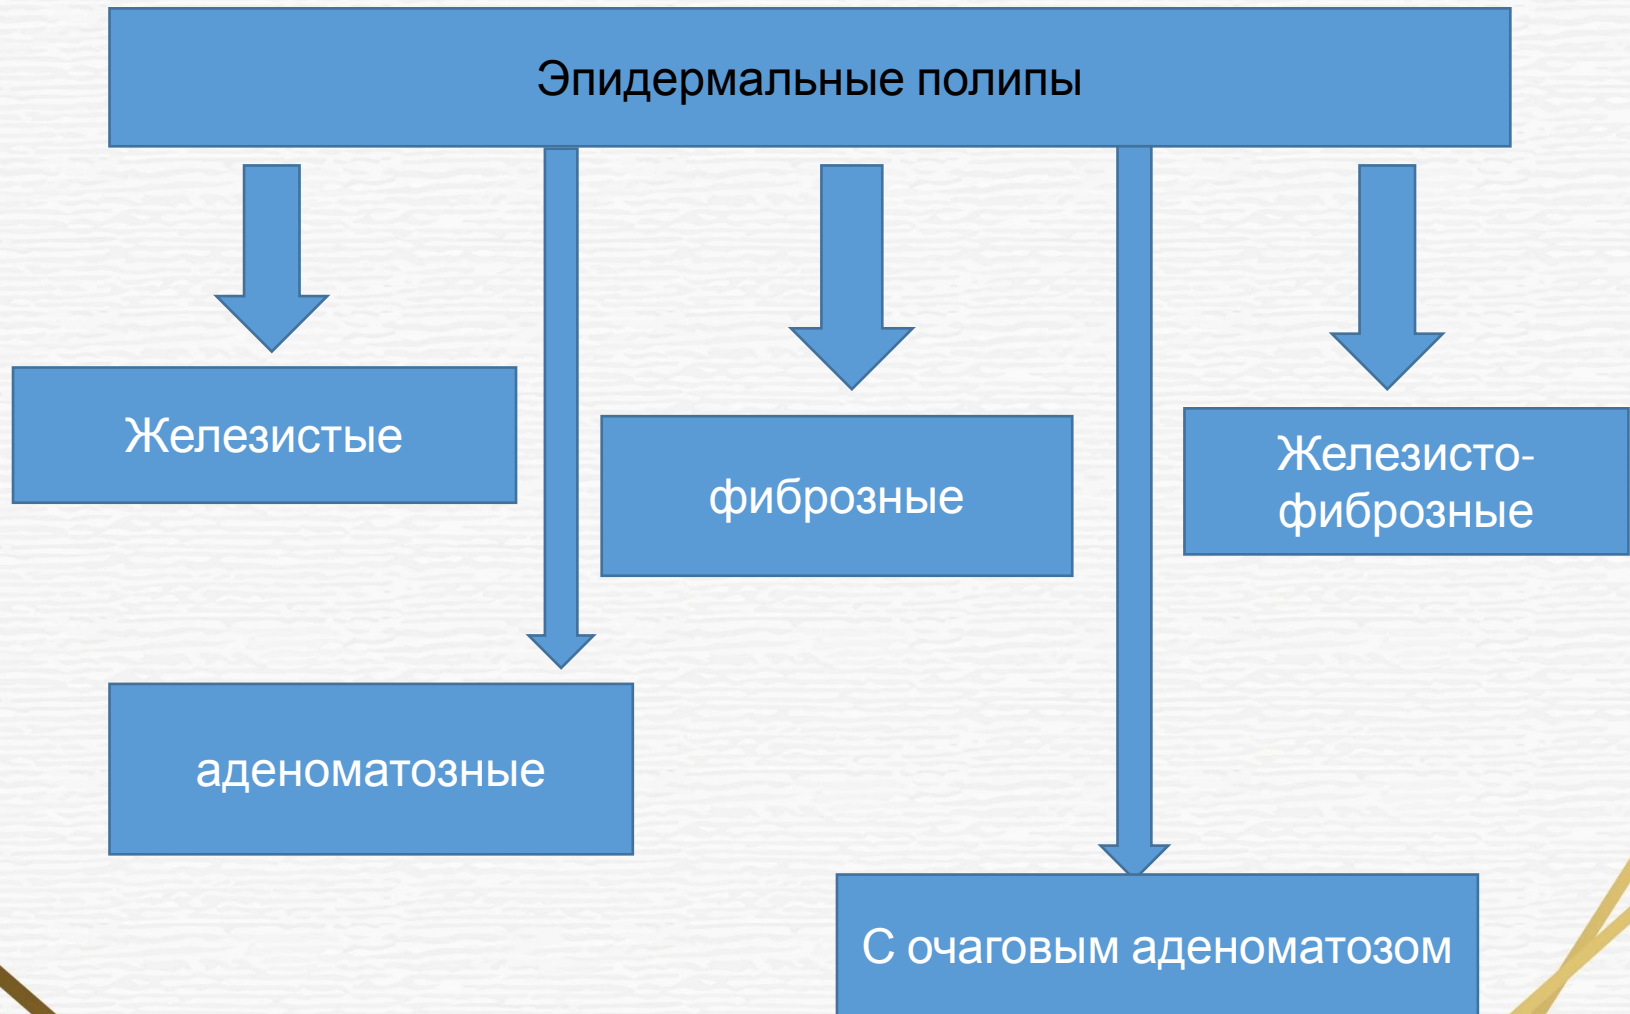 Эпидермальные полипы
Железистые
фиброзные
Железисто-
фиброзные
аденоматозные
С очаговым аденоматозом